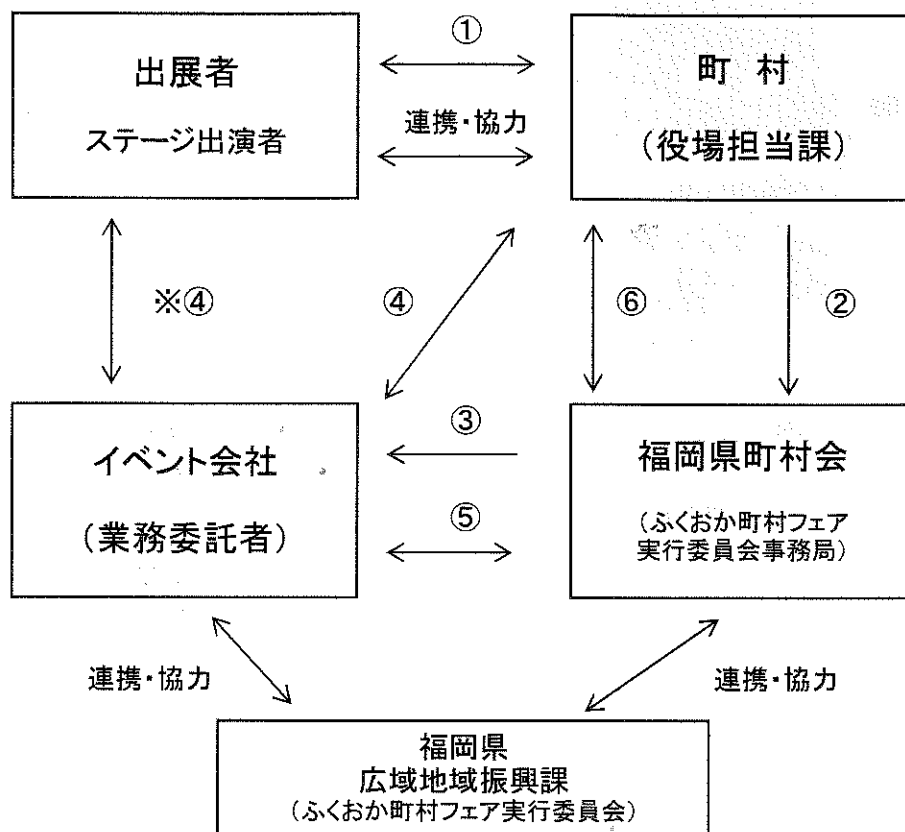 ①
出展者
ステージ出演者
連携・協力
町 村
(役場担当課)
※④
④
⑥
②
イベント会社
(業務委託者)
③
⑤
福岡県町村会
(ふくおか町村フェア
実行委員会事務局)
連携・協力
連携・協力
福岡県
広域地域振興課
(ふくおか町村フェア実行委員会)